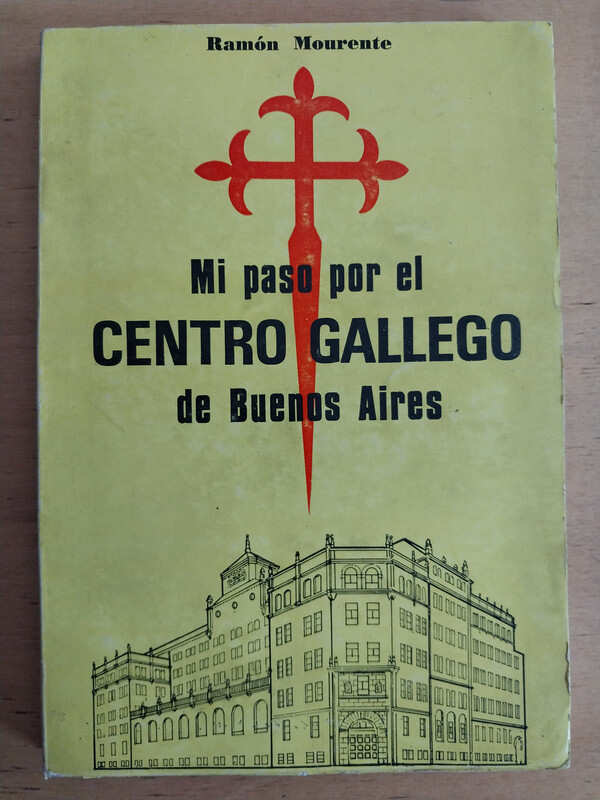 Ramón Mourente
Mi paso por el
CENTRO GALLEGO
de Buenos Aires